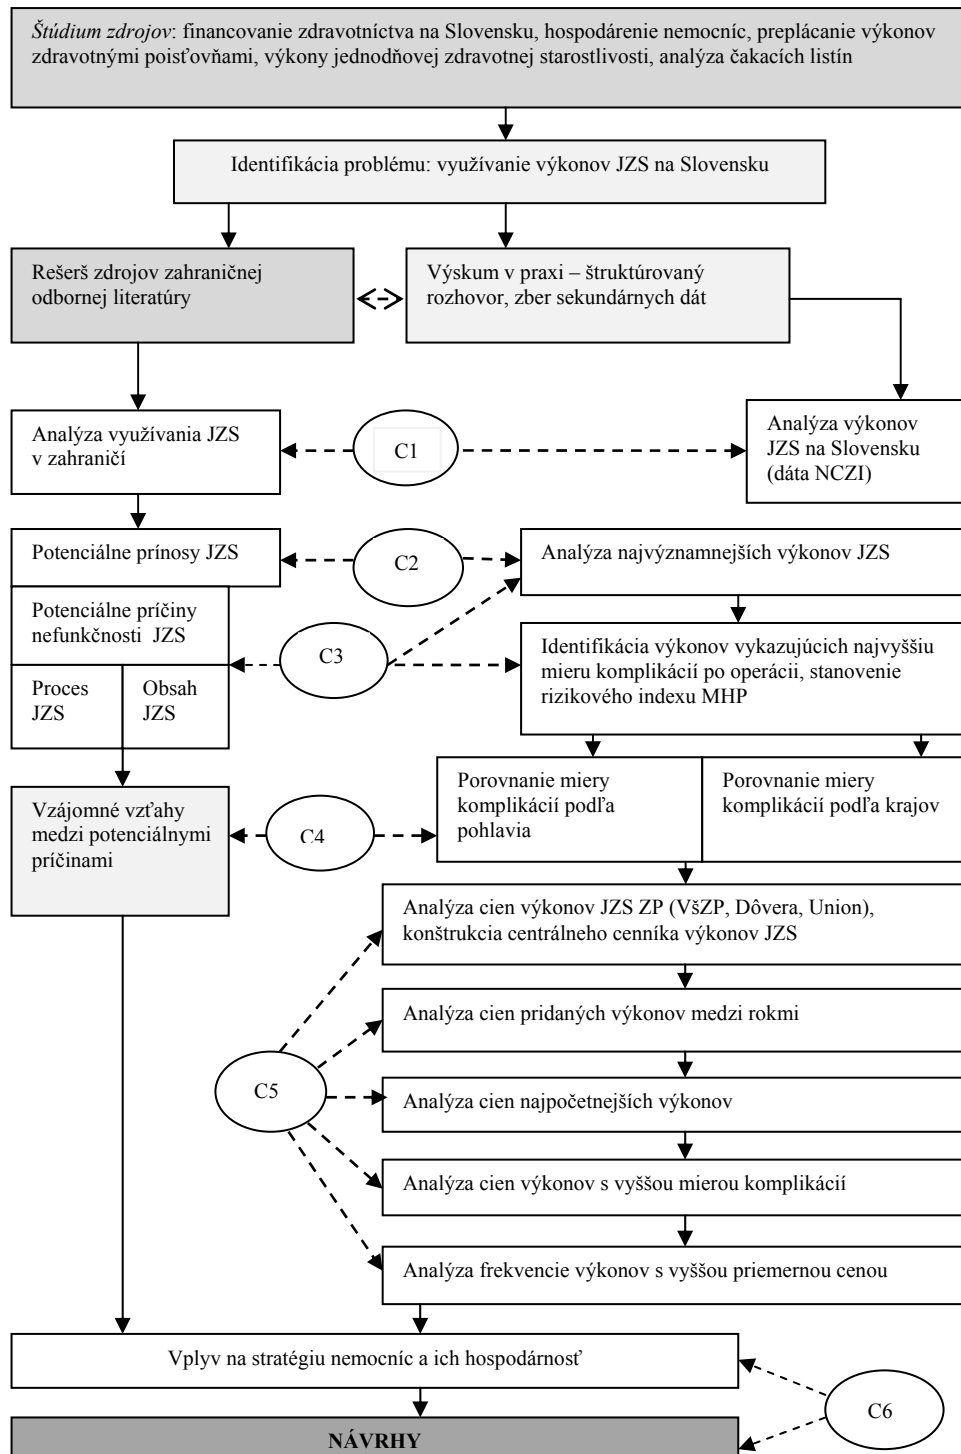 Štúdium zdrojov: financovanie zdravotníctva na Slovensku, hospodárenie nemocníc, preplácanie výkonov
zdravotnými poisťovňami, výkony jednodňovej zdravotnej starostlivosti, analýza čakacích listín
Identifikácia problému: využívanie výkonov JZS na Slovensku
Rešerš zdrojov zahraničnej
odbornej literatúry
Výskum v praxi – štruktúrovaný
rozhovor, zber sekundárnych dát
Analýza využívania JZS
v zahraničí
C1
Analýza výkonov
JZS na Slovensku
(dáta NCZI)
Potenciálne prínosy JZS
C2
Analýza najvýznamnejších výkonov JZS
Potenciálne príčiny
nefunkčnosti JZS
C3
Identifikácia výkonov vykazujúcich najvyššiu
mieru komplikácií po operácii, stanovenie
rizikového indexu MHP
Proces
JZS
Obsah
JZS
Porovnanie miery
komplikácií podľa
pohlavia
Porovnanie miery
komplikácií podľa krajov
Vzájomné vzťahy
medzi potenciálnymi
príčinami
C4
Analýza cien výkonov JZS ZP (VšZP, Dôvera, Union),
konštrukcia centrálneho cenníka výkonov JZS
Analýza cien pridaných výkonov medzi rokmi
C5
Analýza cien najpočetnejších výkonov
Analýza cien výkonov s vyššou mierou komplikácií
Analýza frekvencie výkonov s vyššou priemernou cenou
Vplyv na stratégiu nemocníc a ich hospodárnosť
C6
NÁVRHY